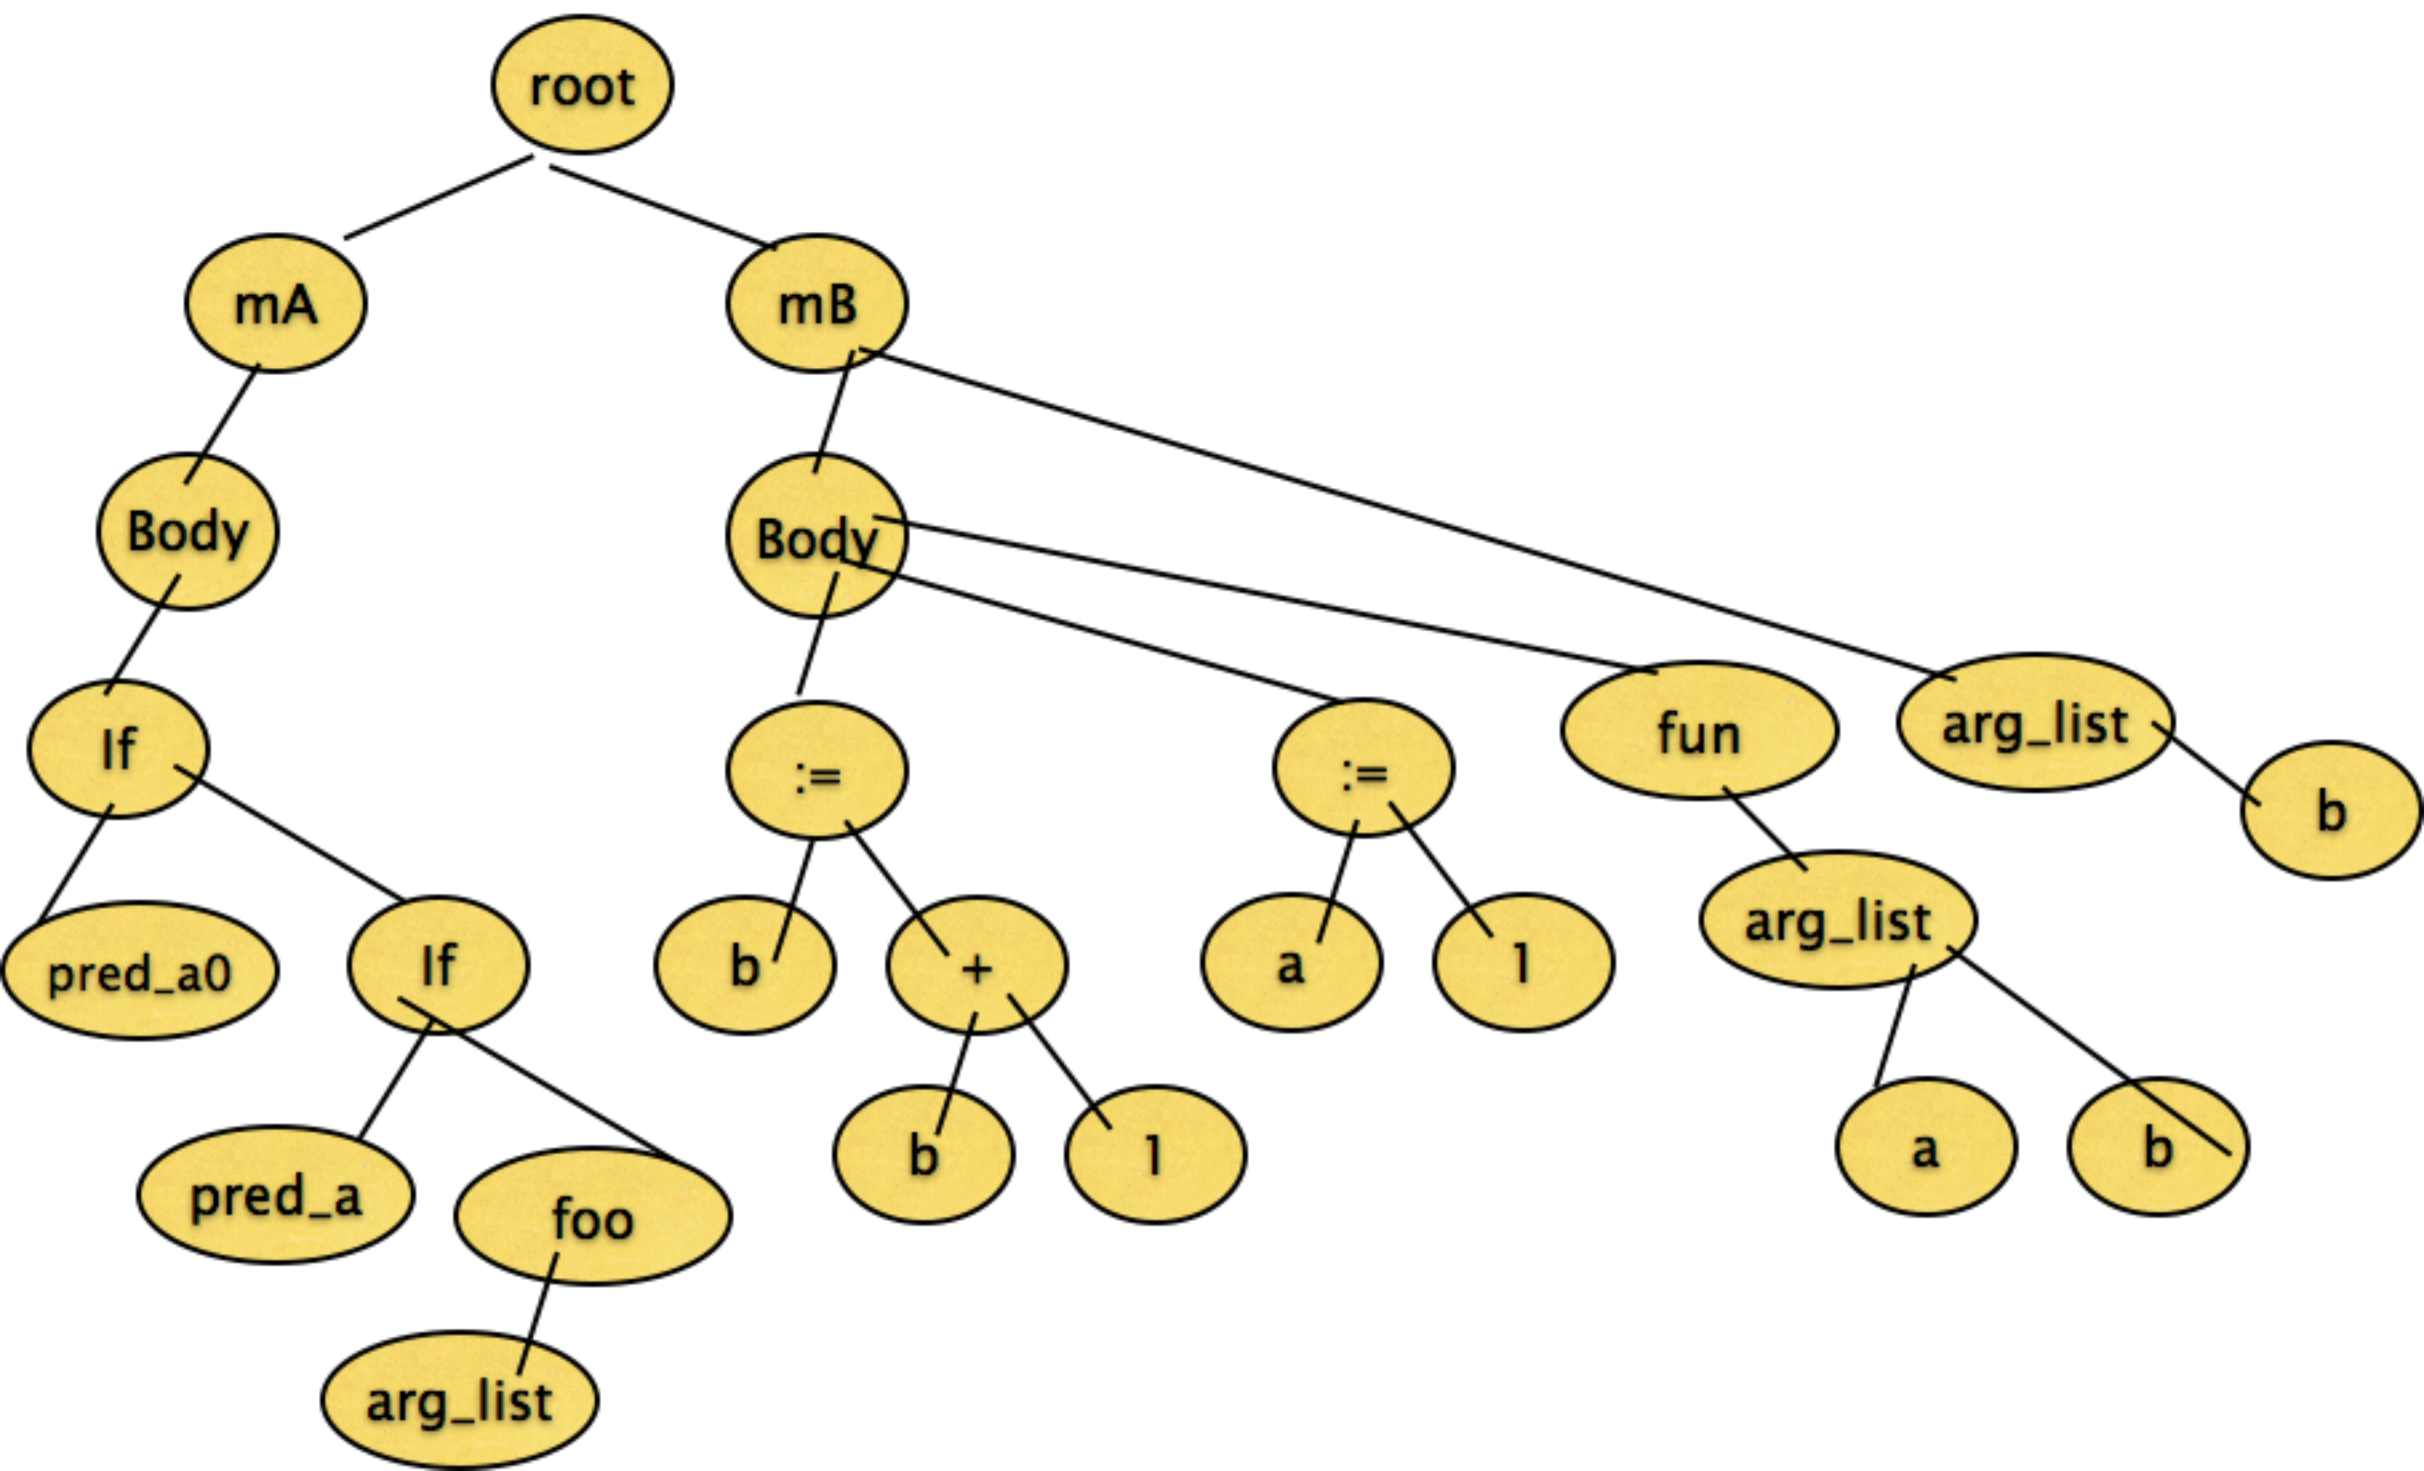 root
mA
mB
Body
Body
If
:=
:=
fun
arg_list
b
pred_a0
If
b
+
a
1
arg_list
pred_a
foo
b
1
a
b
arg_list